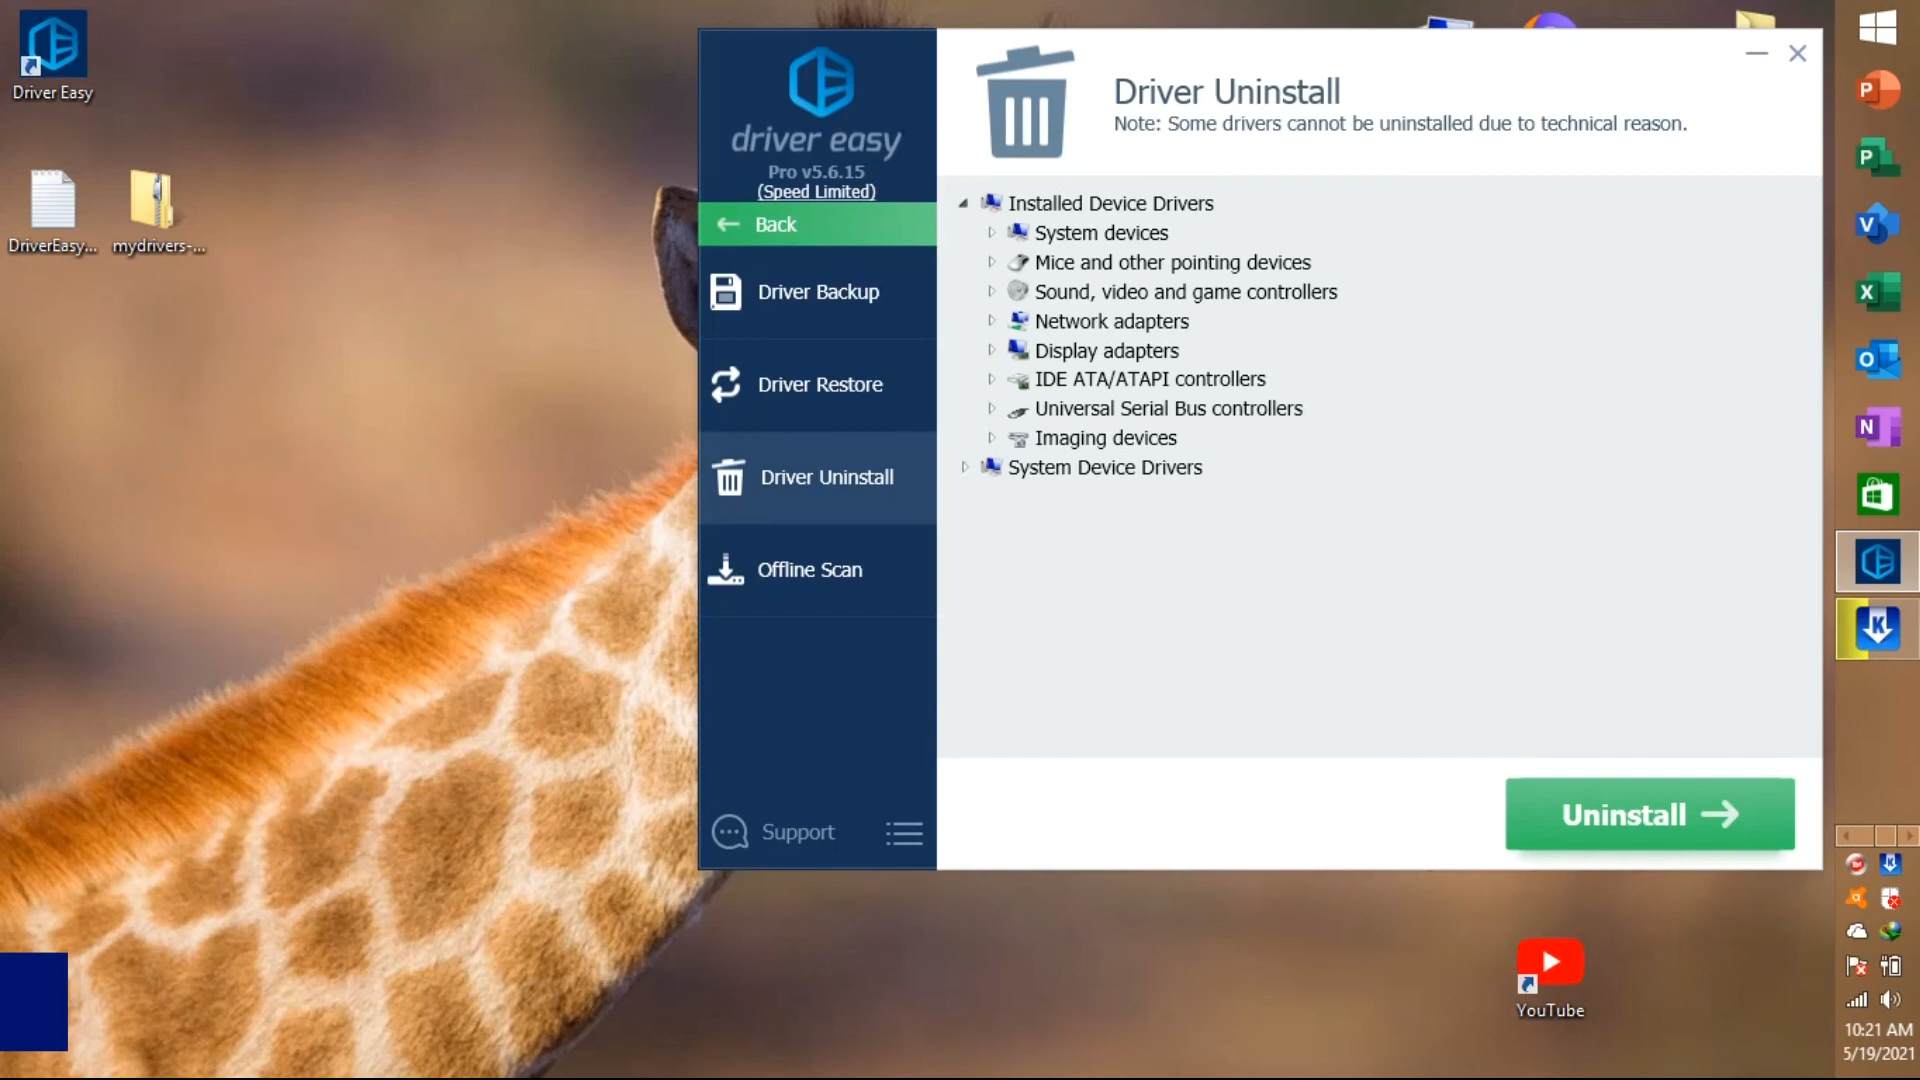 Driver Easy
DriverEasy...
mydrivers-...
driver easy
Pro v5.6.15
(Speed Limited)
Back
Driver Backup
Driver Restore
Driver Uninstall
Offline Scan
Support
Driver Uninstall
Note: Some drivers cannot be uninstalled due to technical reason.
Installed Device Drivers
System devices
Mice and other pointing devices
Sound, video and game controllers
Network adapters
Display adapters
IDE ATA/ATAPI controllers
Universal Serial Bus controllers
Imaging devices
System Device Drivers
Uninstall
YouTube
P
P
V
X
O
N
K
10:21 AM
5/19/2021